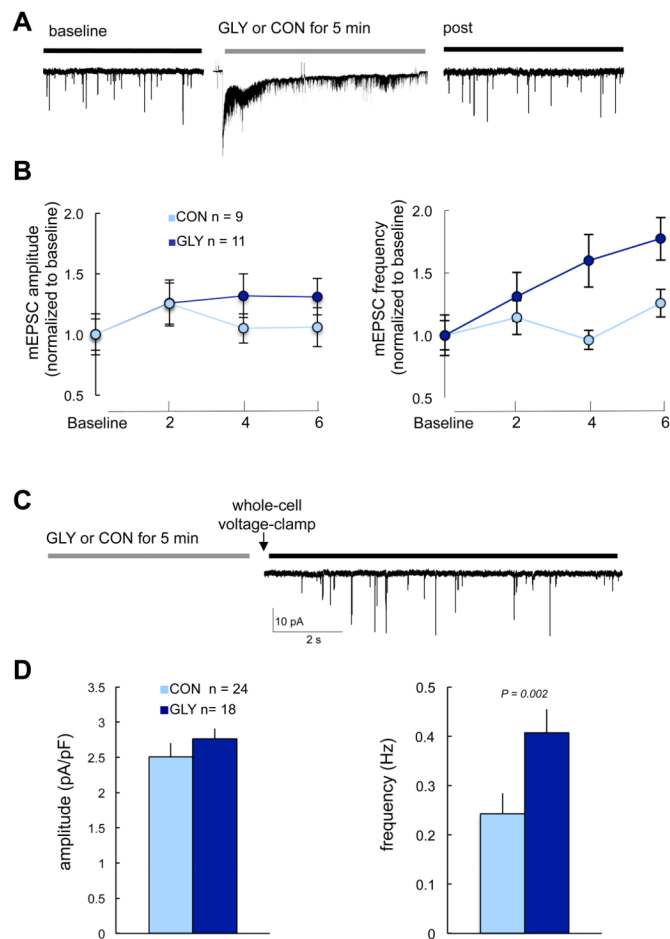 A
baseline
GLY or CON for 5 min
post
B
mEPSC amplitude
(normalized to baseline)
2.0
1.5
1.0
0.5
CON n = 9
GLY n = 11
Baseline
2
4
6
mEPSC frequency
(normalized to baseline)
2.0
1.5
1.0
0.5
Baseline
2
4
6
C
whole-cell
voltage-clamp
GLY or CON for 5 min
10 pA
2 s
D
amplitude (pA/pF)
3.5
3
2.5
2
1.5
1
0.5
0
CON n = 24
GLY n= 18
frequency (Hz)
0.5
0.4
0.3
0.2
0.1
0
P = 0.002